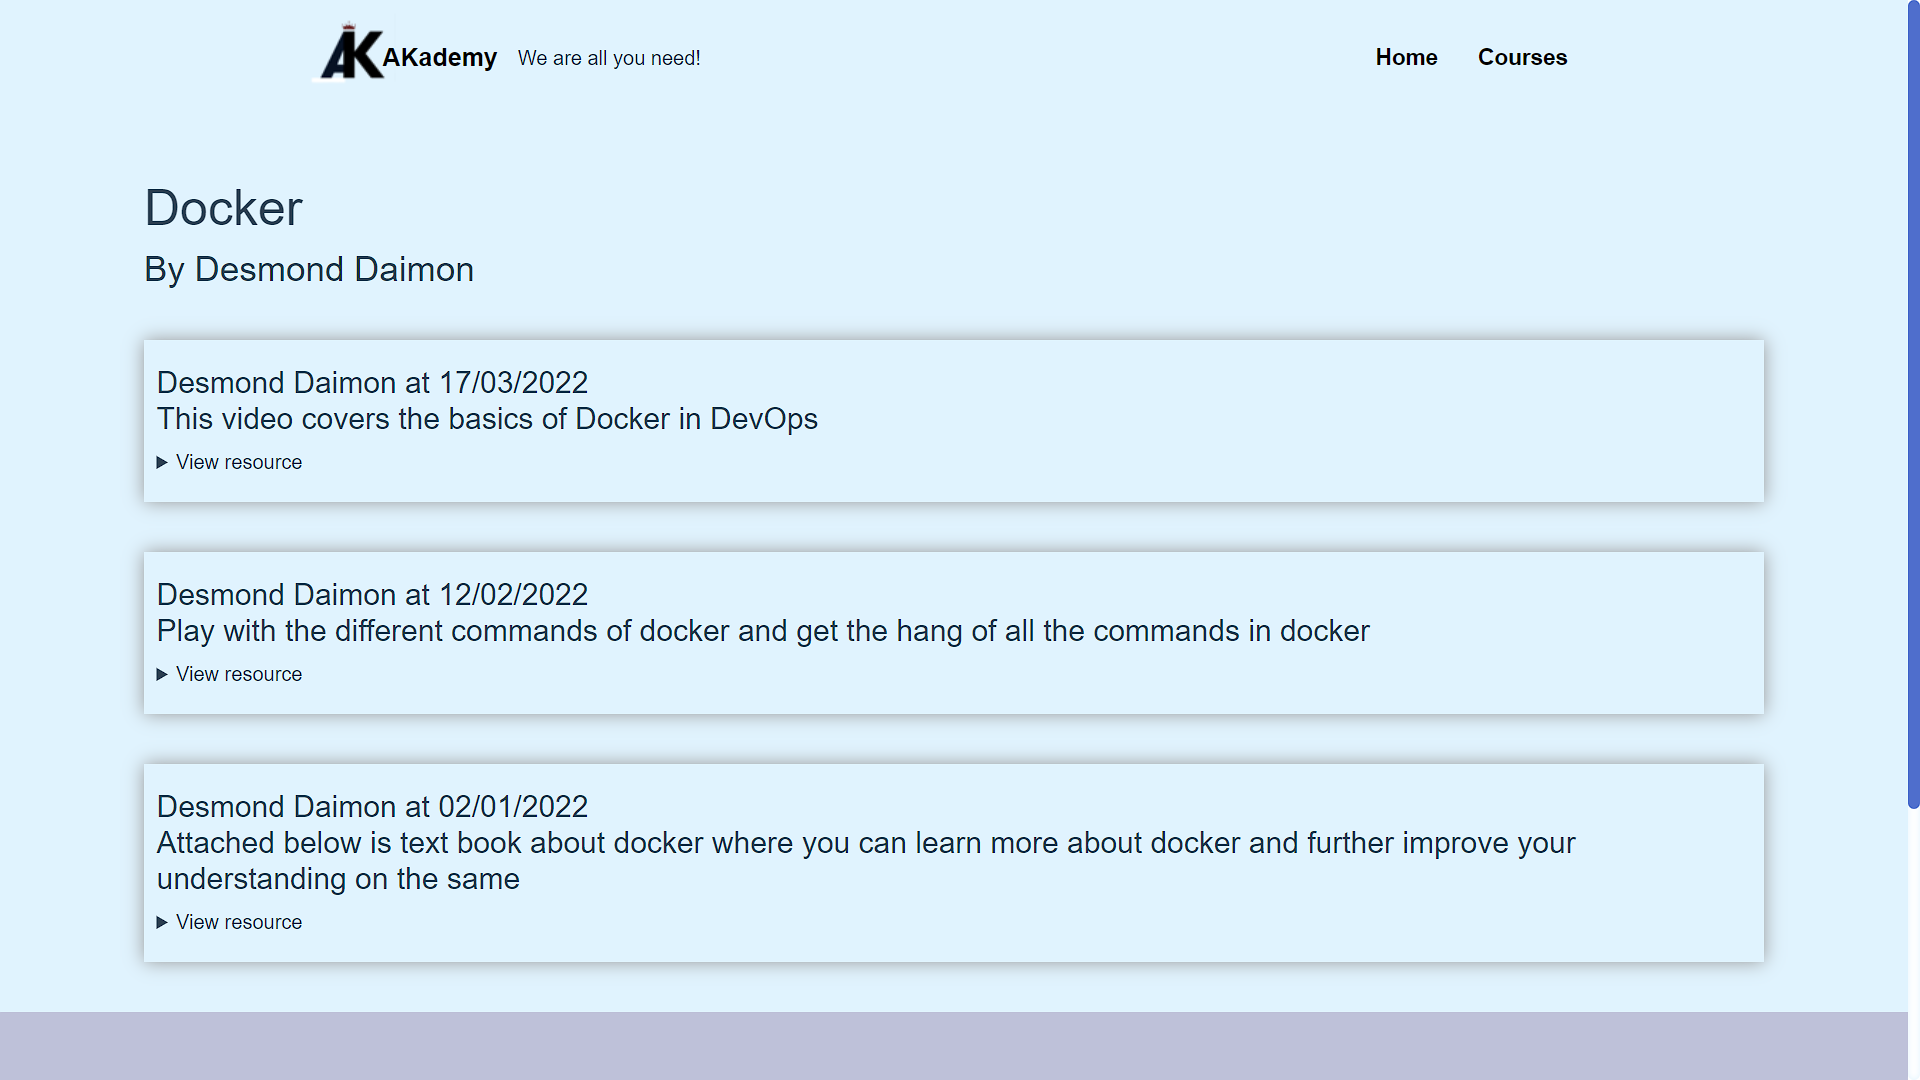 AK AKademy We are all you need! Home Courses
Docker
By Desmond Daimon
Desmond Daimon at 17/03/2022
This video covers the basics of Docker in DevOps
View resource
Desmond Daimon at 12/02/2022
Play with the different commands of docker and get the hang of all the commands in docker
View resource
Desmond Daimon at 02/01/2022
Attached below is text book about docker where you can learn more about docker and further improve your
understanding on the same
View resource